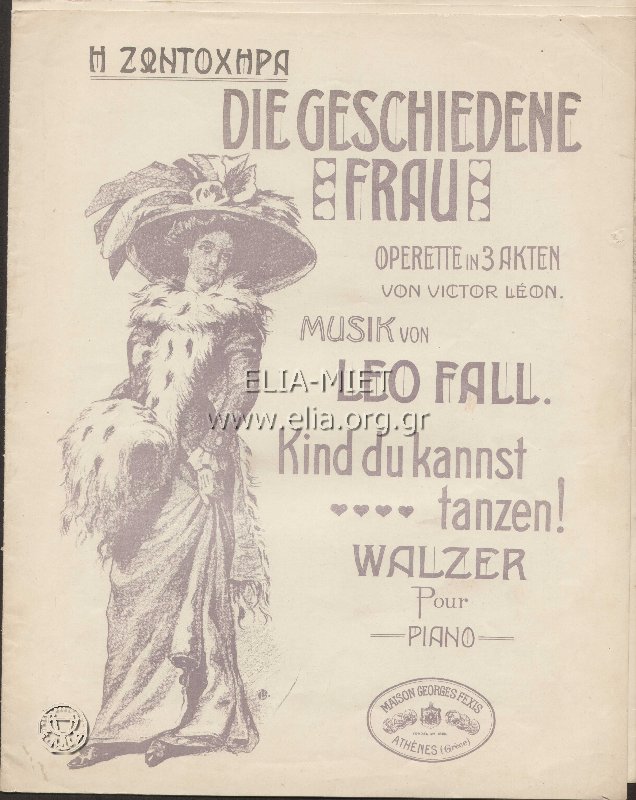 Η ΖΩΝΤΟΧΗΡΑ
DIE GESCHIEDENE
FRAU
OPERETTE IN 3 AKTEN
VON VICTOR LÉON.
MUSIK VON
LEO FALL.
ELIA-MIET
www.elia.org.gr
Kind du kannst
tanzen!
WALZER
Pour
PIANO
MAISON GEORGES FEXIS
ATHÈNES (Grèce)